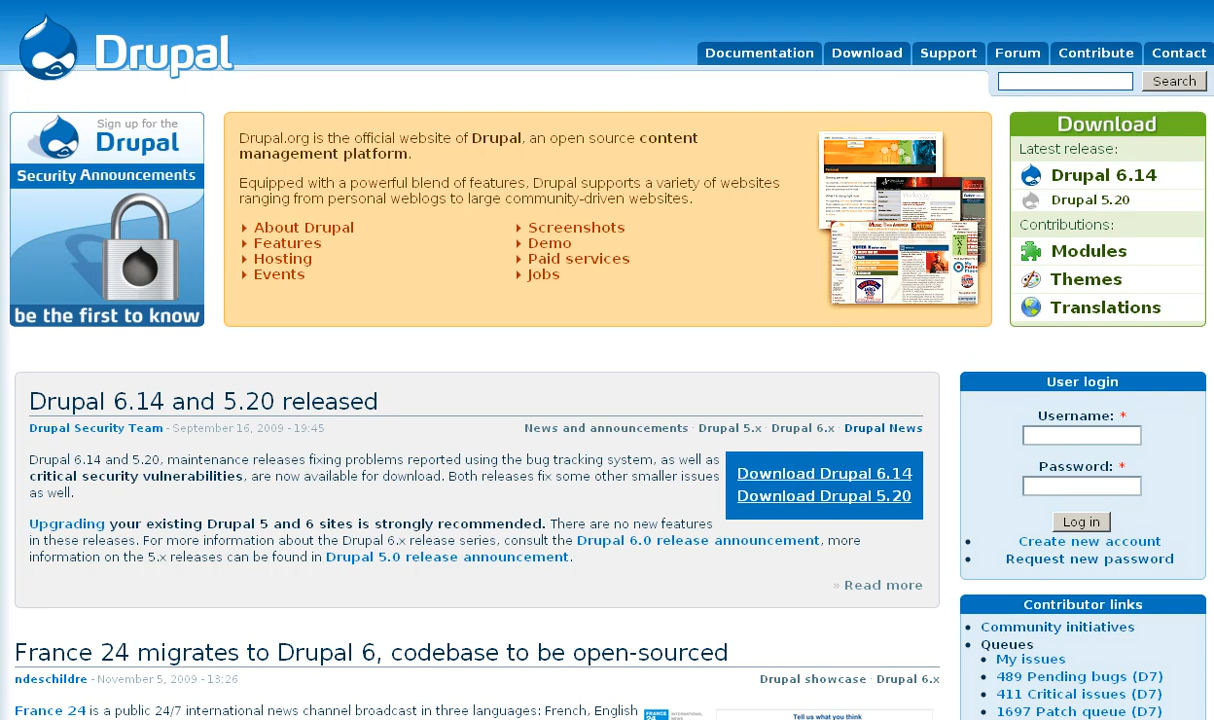 Drupal
Documentation
Download
Support
Forum
Contribute
Contact
Search
Sign up for the
Drupal
Security Announcements
be the first to know
Drupal.org is the official website of Drupal, an open source content
management platform.
Equipped with a powerful blend of features, Drupal supports a variety of websites
ranging from personal weblogs to large community-driven websites.
About Drupal
Features
Hosting
Events
Screenshots
Demo
Paid services
Jobs
Download
Latest release:
Drupal 6.14
Drupal 5.20
Contributions:
Modules
Themes
Translations
Drupal 6.14 and 5.20 released
Drupal Security Team - September 16, 2009 - 19:45
News and announcements · Drupal 5.x · Drupal 6.x · Drupal News
Drupal 6.14 and 5.20, maintenance releases fixing problems reported using the bug tracking system, as well as
critical security vulnerabilities, are now available for download. Both releases fix some other smaller issues
as well.
Download Drupal 6.14
Download Drupal 5.20
Upgrading your existing Drupal 5 and 6 sites is strongly recommended. There are no new features
in these releases. For more information about the Drupal 6.x release series, consult the Drupal 6.0 release announcement, more
information on the 5.x releases can be found in Drupal 5.0 release announcement.
» Read more
France 24 migrates to Drupal 6, codebase to be open-sourced
ndeschildre - November 5, 2009 - 13:26
Drupal showcase · Drupal 6.x
France 24 is a public 24/7 international news channel broadcast in three languages: French, English
FRANCE 24
INTERNATIONAL NEWS
Tell us what you think
User login
Username: *
Password: *
Log in
Create new account
Request new password
Contributor links
Community initiatives
Queues
My issues
489 Pending bugs (D7)
411 Critical issues (D7)
1697 Patch queue (D7)